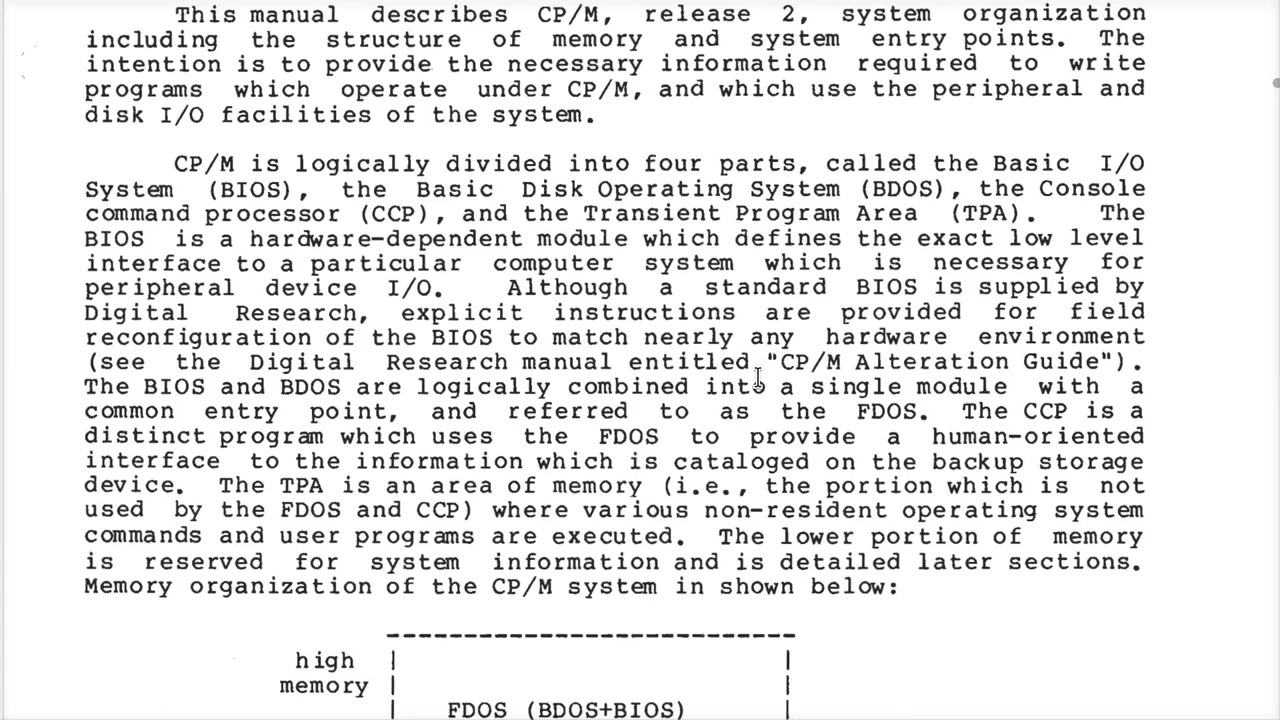 This manual describes CP/M, release 2, system organization
including the structure of memory and system entry points. The
intention is to provide the necessary information required to write
programs which operate under CP/M, and which use the peripheral and
disk I/O facilities of the system.
CP/M is logically divided into four parts, called the Basic I/O
System (BIOS), the Basic Disk Operating System (BDOS), the Console
command processor (CCP), and the Transient Program Area (TPA). The
BIOS is a hardware-dependent module which defines the exact low level
interface to a particular computer system which is necessary for
peripheral device I/O. Although a standard BIOS is supplied by
Digital Research, explicit instructions are provided for field
reconfiguration of the BIOS to match nearly any hardware environment
(see the Digital Research manual entitled "CP/M Alteration Guide").
The BIOS and BDOS are logically combined into a single module with a
common entry point, and referred to as the FDOS. The CCP is a
distinct program which uses the FDOS to provide a human-oriented
interface to the information which is cataloged on the backup storage
device. The TPA is an area of memory (i.e., the portion which is not
used by the FDOS and CCP) where various non-resident operating system
commands and user programs are executed. The lower portion of memory
is reserved for system information and is detailed later sections.
Memory organization of the CP/M system in shown below:
high
memory
FDOS (BDOS+BIOS)